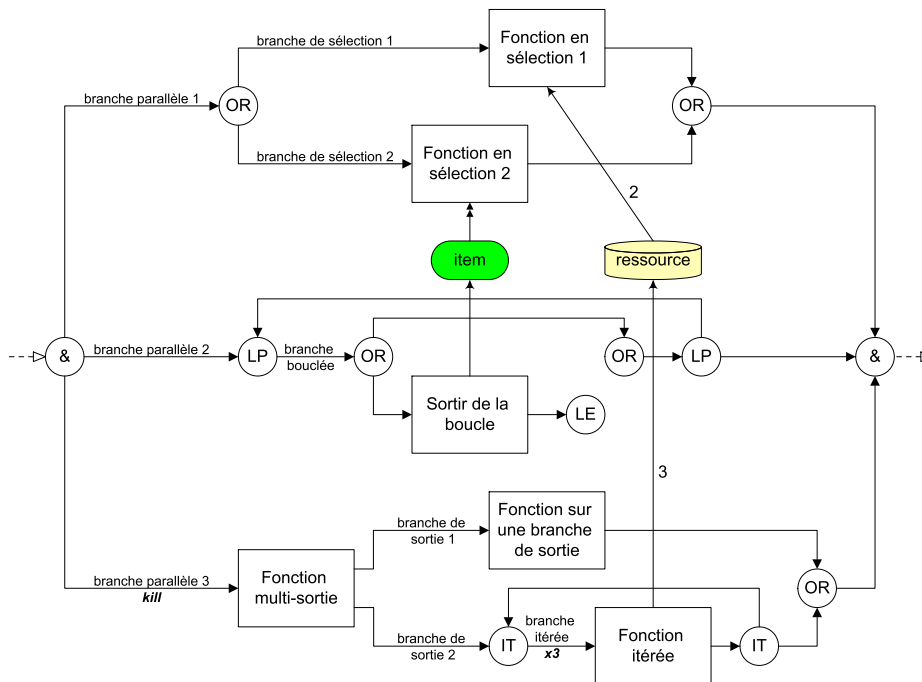 branche de sélection 1
Fonction en
sélection 1
branche parallèle 1
OR
OR
branche de sélection 2
Fonction en
sélection 2
2
item
ressource
&
branche parallèle 2
LP
branche
bouclée
OR
OR
LP
&
Sortir de la
boucle
LE
3
branche de
sortie 1
Fonction sur
une branche
de sortie
branche parallèle 3
kill
Fonction
multi-sortie
OR
branche de
sortie 2
IT
branche
itérée
x3
Fonction
itérée
IT